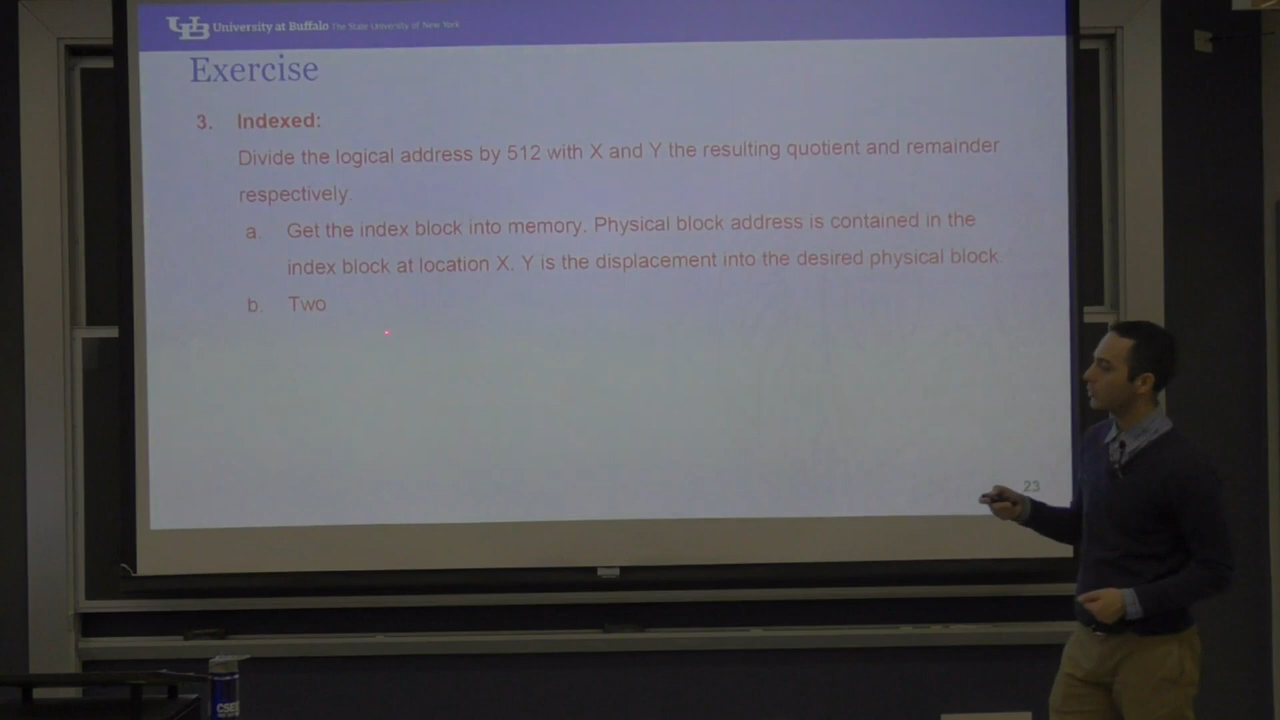 University at Buffalo The State University of New York
Exercise
3. Indexed:
Divide the logical address by 512 with X and Y the resulting quotient and remainder
respectively.
a. Get the index block into memory. Physical block address is contained in the
index block at location X. Y is the displacement into the desired physical block.
b. Two
23
CSE